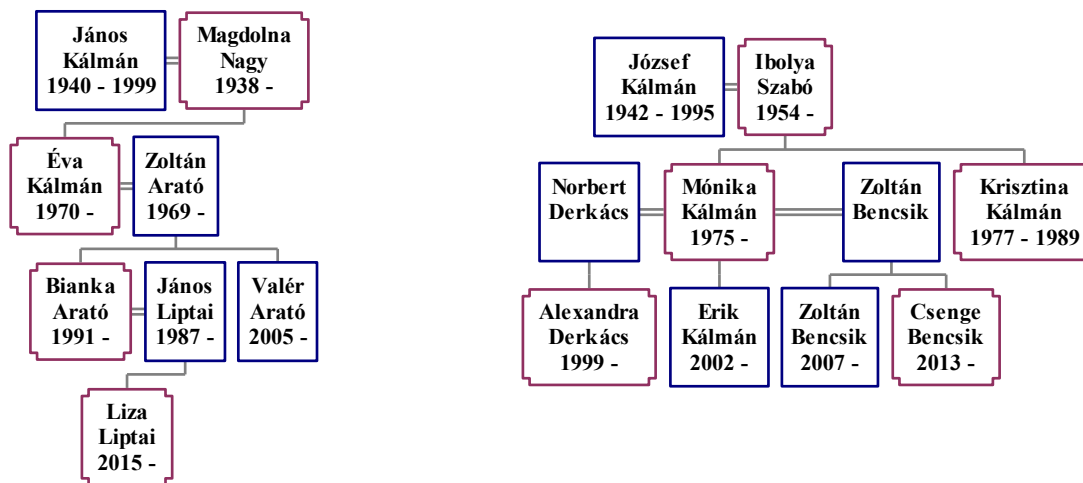 János
Kálmán
1940 - 1999
Magdolna
Nagy
1938 -
Éva
Kálmán
1970 -
Zoltán
Arató
1969 -
Bianka
Arató
1991 -
János
Liptai
1987 -
Valér
Arató
2005 -
Liza
Liptai
2015 -
József
Kálmán
1942 - 1995
Ibolya
Szabó
1954 -
Norbert
Derkács
Mónika
Kálmán
1975 -
Zoltán
Bencsik
Krisztina
Kálmán
1977 - 1989
Alexandra
Derkács
1999 -
Erik
Kálmán
2002 -
Zoltán
Bencsik
2007 -
Csenge
Bencsik
2013 -